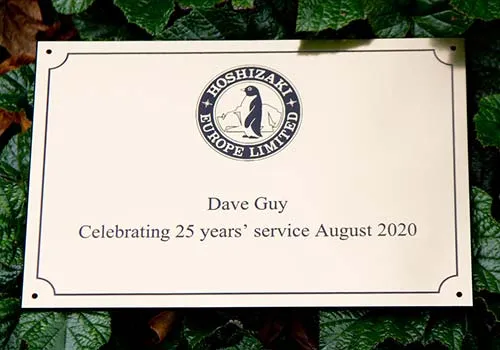 HOSHIZAKI
EUROPE LIMITED
Dave Guy
Celebrating 25 years’ service August 2020